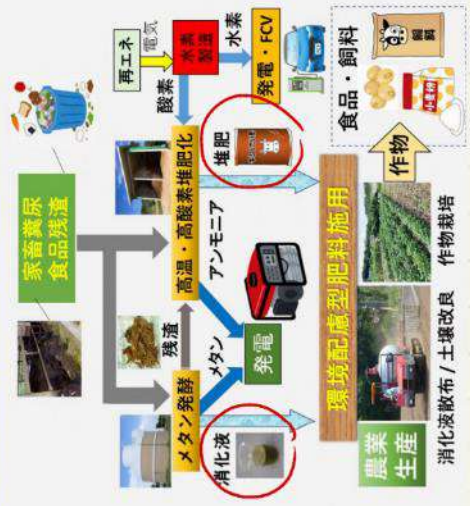 家畜糞尿
食品残渣
再エネ
電気
水素
製造
酸素
水素
メタン発酵
残渣
高温・高酸素堆肥化
発電・FCV
消化液
メタン
アンモニア
堆肥
発電
環境配慮型肥料施用
農業
生産
作物
食品・飼料
小麦粉
飼料
消化液散布/土壌改良
作物栽培